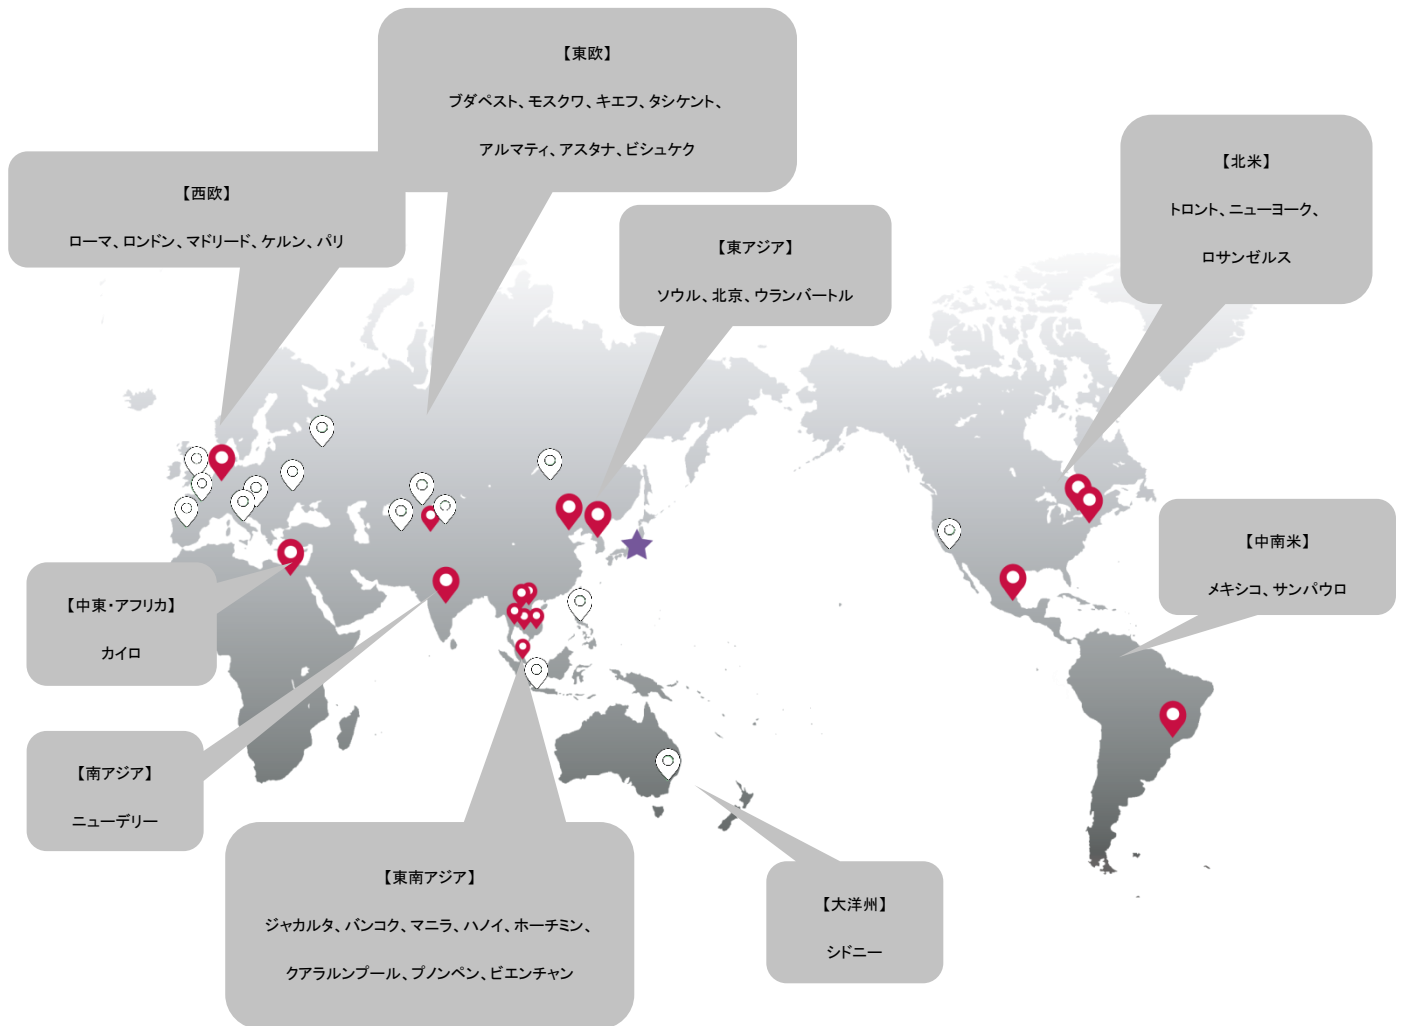 【東欧】
ブダペスト、モスクワ、キエフ、タシケント、
アルマティ、アスタナ、ビシュケク
【西欧】
ローマ、ロンドン、マドリード、ケルン、パリ
【東アジア】
ソウル、北京、ウランバートル
【北米】
トロント、ニューヨーク、
ロサンゼルス
【中南米】
メキシコ、サンパウロ
【中東・アフリカ】
カイロ
【南アジア】
ニューデリー
【東南アジア】
ジャカルタ、バンコク、マニラ、ハノイ、ホーチミン、
クアラルンプール、プノンペン、ビエンチャン
【大洋州】
シドニー